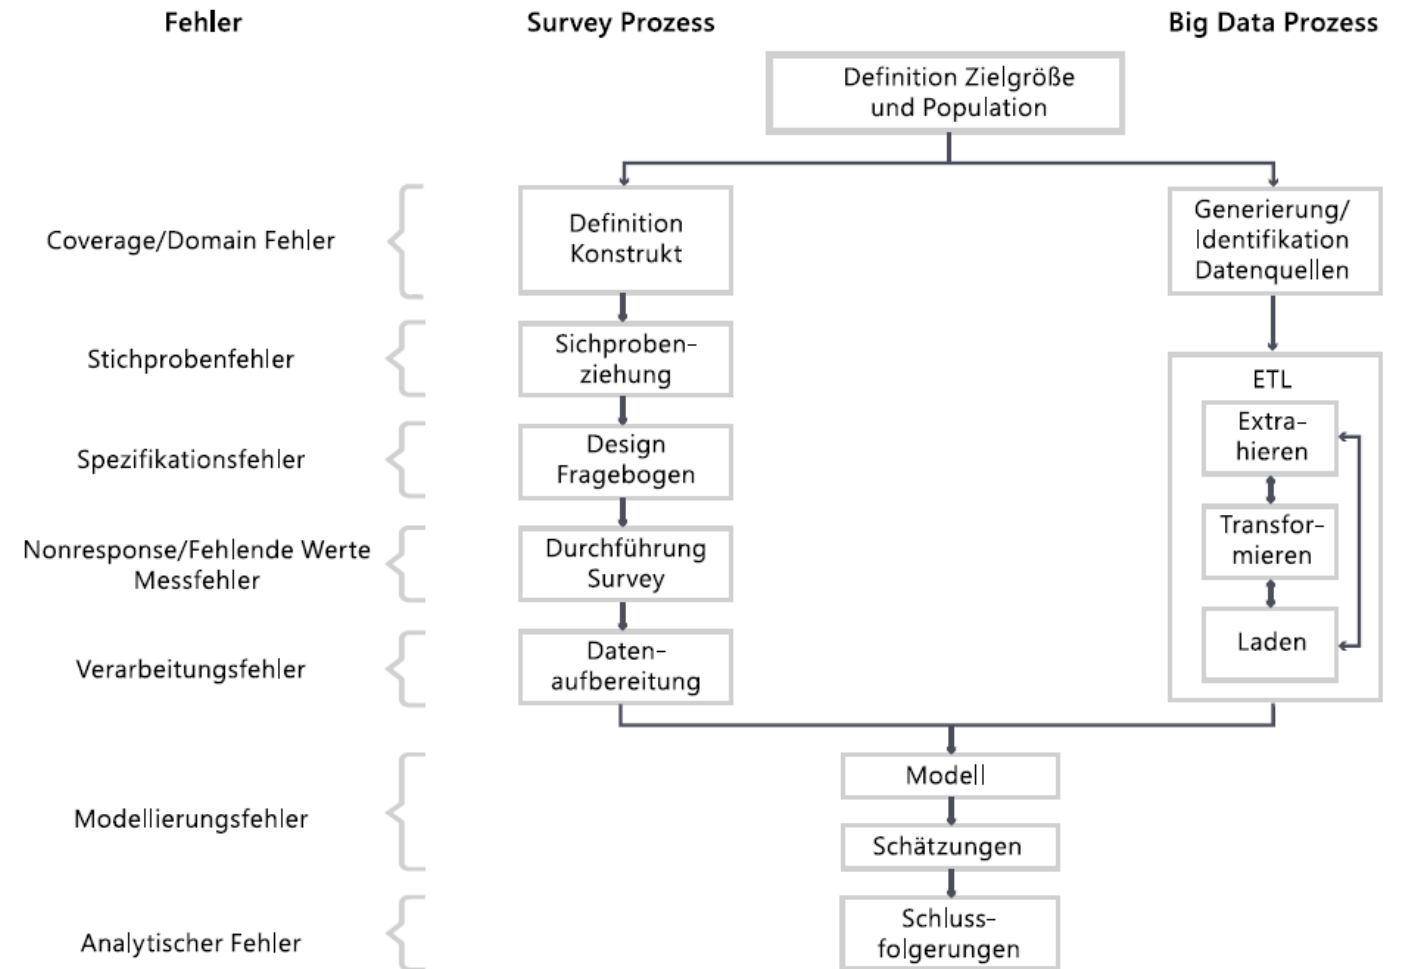 Fehler
Survey Prozess
Big Data Prozess
Definition Zielgröße
und Population
Coverage/Domain Fehler
Definition
Konstrukt
Generierung/
Identifikation
Datenquellen
Stichprobenfehler
Sichproben-
ziehung
ETL
Extra-
hieren
Spezifikationsfehler
Design
Fragebogen
Transfor-
mieren
Nonresponse/Fehlende Werte
Messfehler
Durchführung
Survey
Laden
Verarbeitungsfehler
Daten-
aufbereitung
Modellierungsfehler
Modell
Schätzungen
Analytischer Fehler
Schluss-
folgerungen